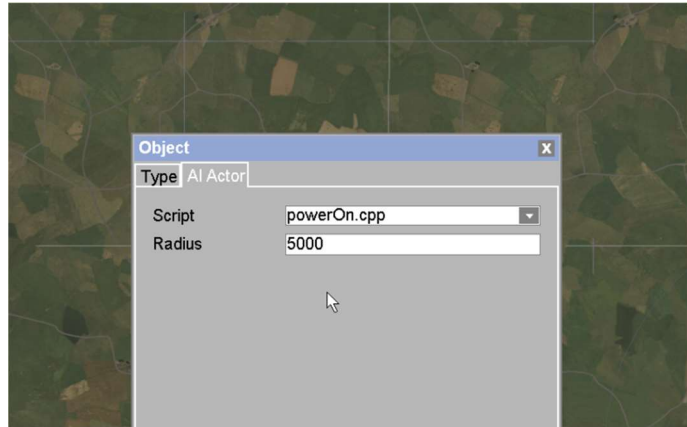 Object X
Type AI Actor
Script powerOn.cpp
Radius 5000